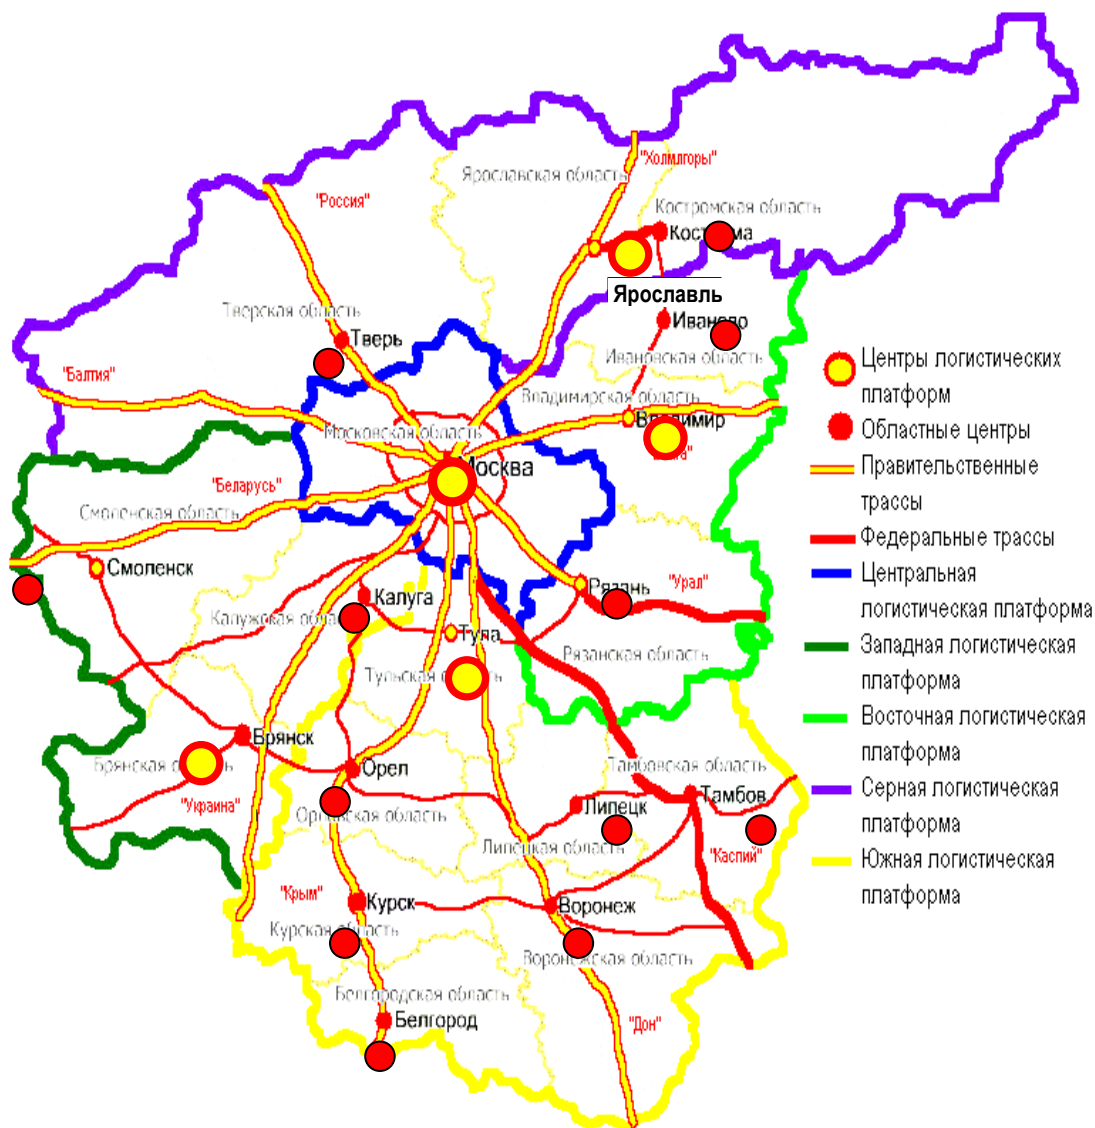 "Холмлгоры"
Ярославская область
"Россия"
Костромская область
Кострома
Ярославль
Тверская область
Иваново
Тверь
Ивановская область
"Балтия"
Владимирская область
Владимир
Московская область
Москва
"Беларусь"
Смоленская область
Смоленск
Рязань
"Урал"
Калуга
Калужская область
Тула
Рязанская область
Тульская область
Брянск
Брянская область
Орел
Тамбовская область
"Украина"
Орловская область
Липецк
Тамбов
Липецкая область
"Каспий"
"Крым"
Курск
Воронеж
Курская область
Воронежская область
Белгородская область
Белгород
"Дон"
Центры логистических
платформ
Областные центры
Правительственные
трассы
Федеральные трассы
Центральная
логистическая платформа
Западная логистическая
платформа
Восточная логистическая
платформа
Серная логистическая
платформа
Южная логистическая
платформа